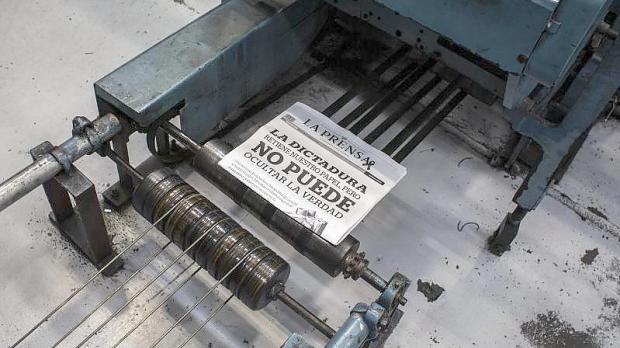 LA PRENSA
LA DICTADURA
RETIENE NUESTRO PAPEL, PERO
NO PUEDE
OCULTAR LA VERDAD